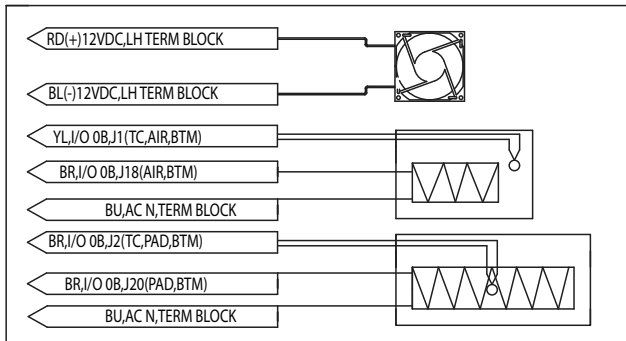 RD(+)12VDC,LH TERM BLOCK
BL(-)12VDC,LH TERM BLOCK
YL,I/O 0B,J1(TC,AIR,BTM)
BR,I/O 0B,J18(AIR,BTM)
BU,AC N,TERM BLOCK
BR,I/O 0B,J2(TC,PAD,BTM)
BR,I/O 0B,J20(PAD,BTM)
BU,AC N,TERM BLOCK